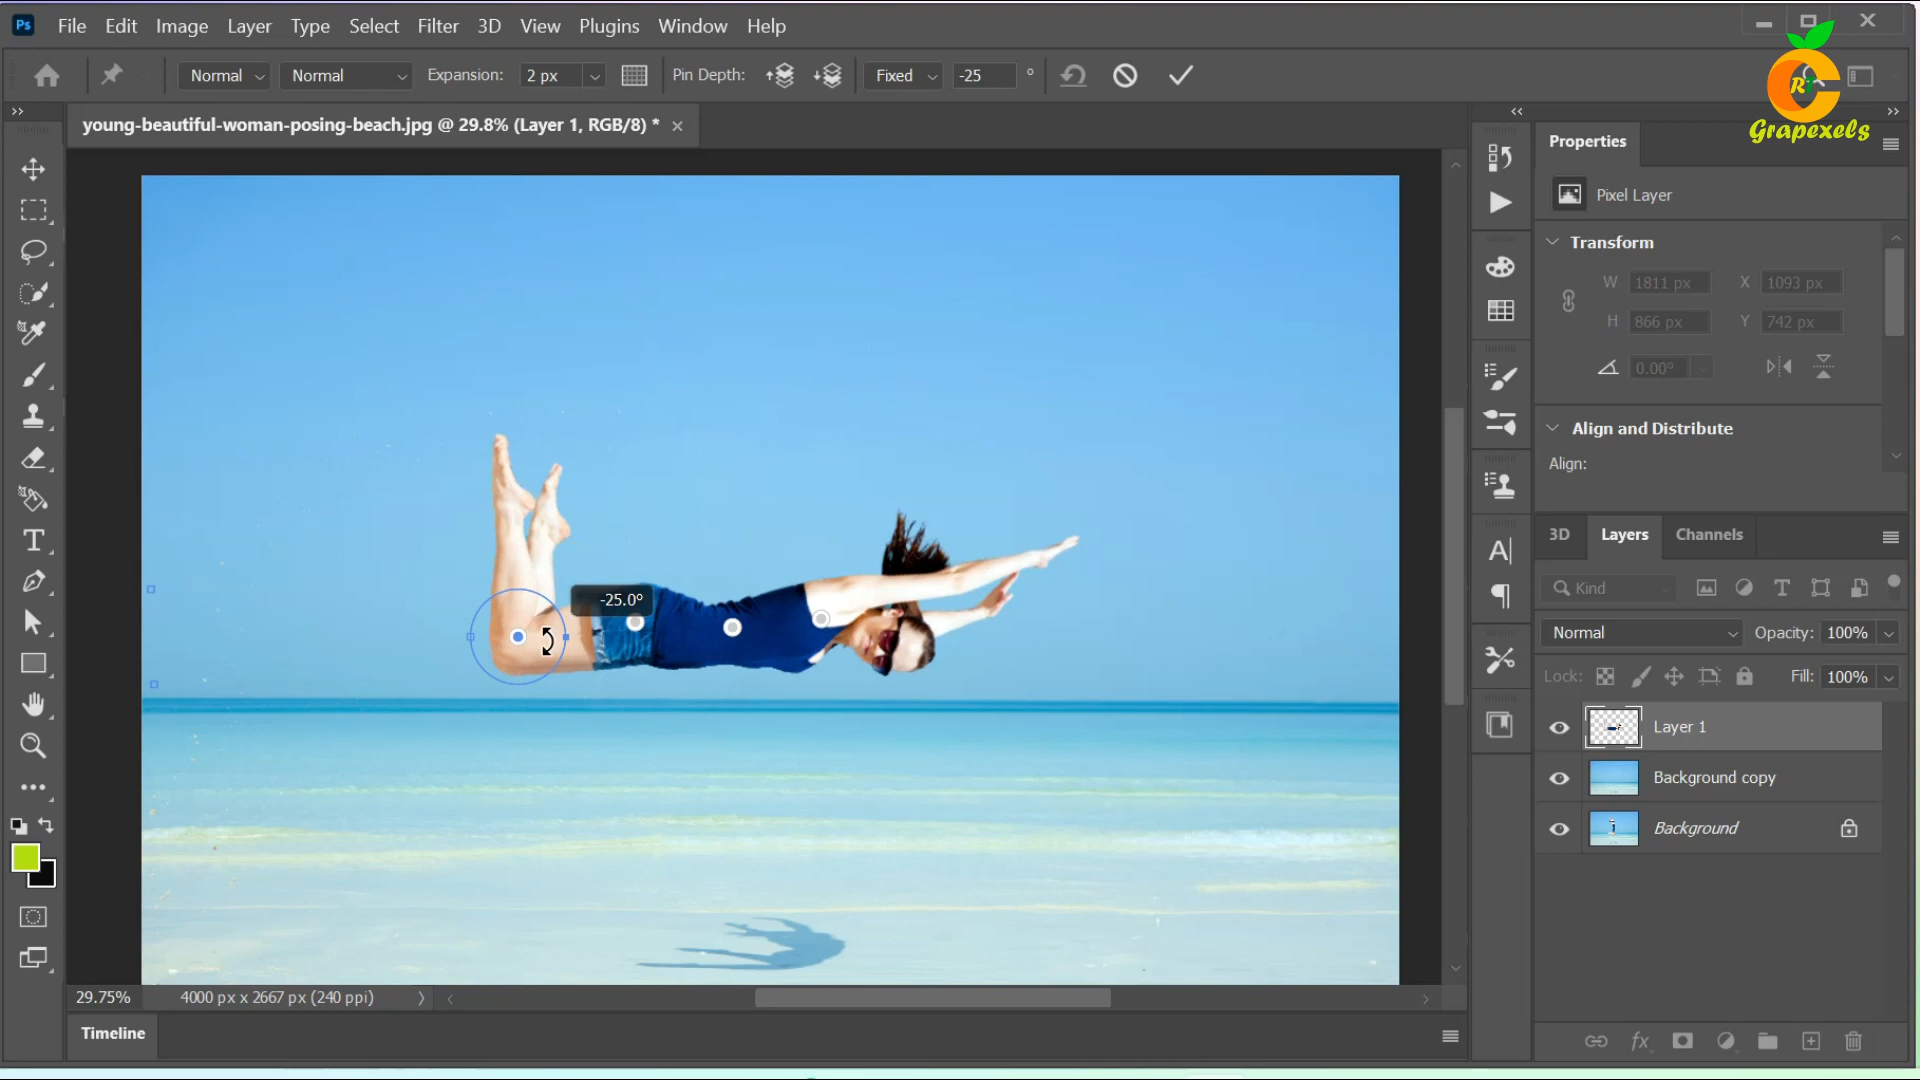 Ps File Edit Image Layer Type Select Filter 3D View Plugins Window Help
Normal Normal Expansion: 2 px Pin Depth: Fixed -25 °
Grapexels
young-beautiful-woman-posing-beach.jpg @ 29.8% (Layer 1, RGB/8) * ×
Properties
Pixel Layer
Transform
W 1811 px X 1093 px
H 866 px Y 742 px
0.00°
Align and Distribute
Align:
3D Layers Channels
Kind
-25.0°
Normal Opacity: 100%
Lock: Fill: 100%
Layer 1
Background copy
Background
29.75% 4000 px x 2667 px (240 ppi)
Timeline